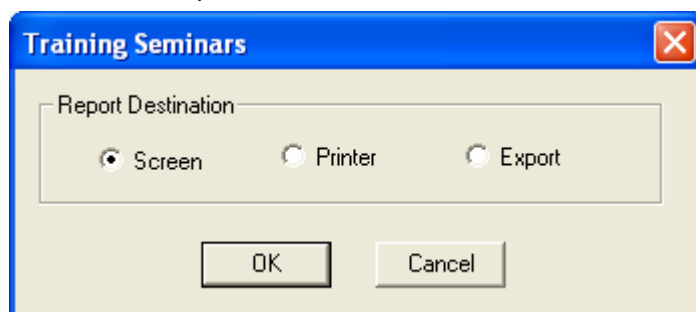 Training Seminars
Report Destination
Screen Printer Export
OK Cancel